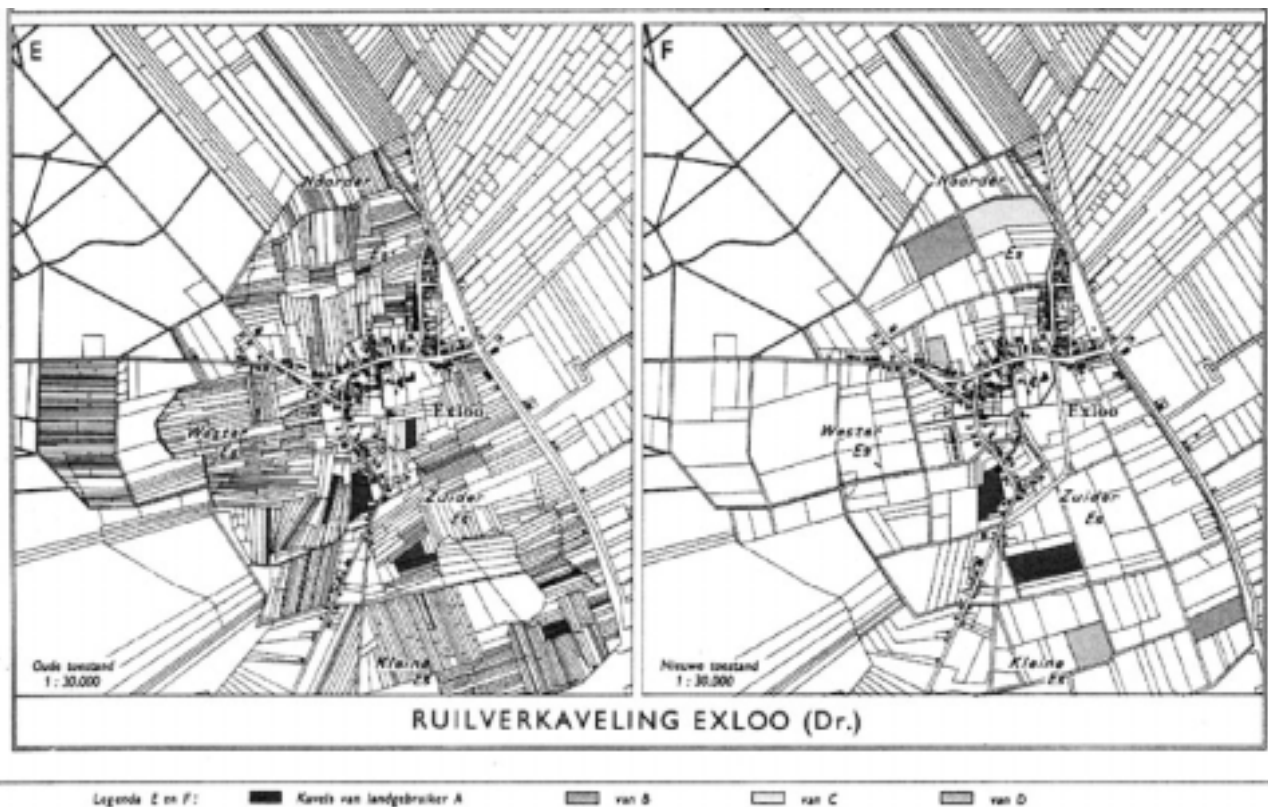 E
Noorder
Es
Exloo
Wester
Es
Zuider
Es
Kleine
Es
Oude toestand
1 : 30.000
F
Noorder
Es
Exloo
Wester
Es
Zuider
Es
Kleine
Es
Nieuwe toestand
1 : 30.000
RUILVERKAVELING EXLOO (Dr.)
Legenda E en F: Kavels van landgebruiker A van B van C van D